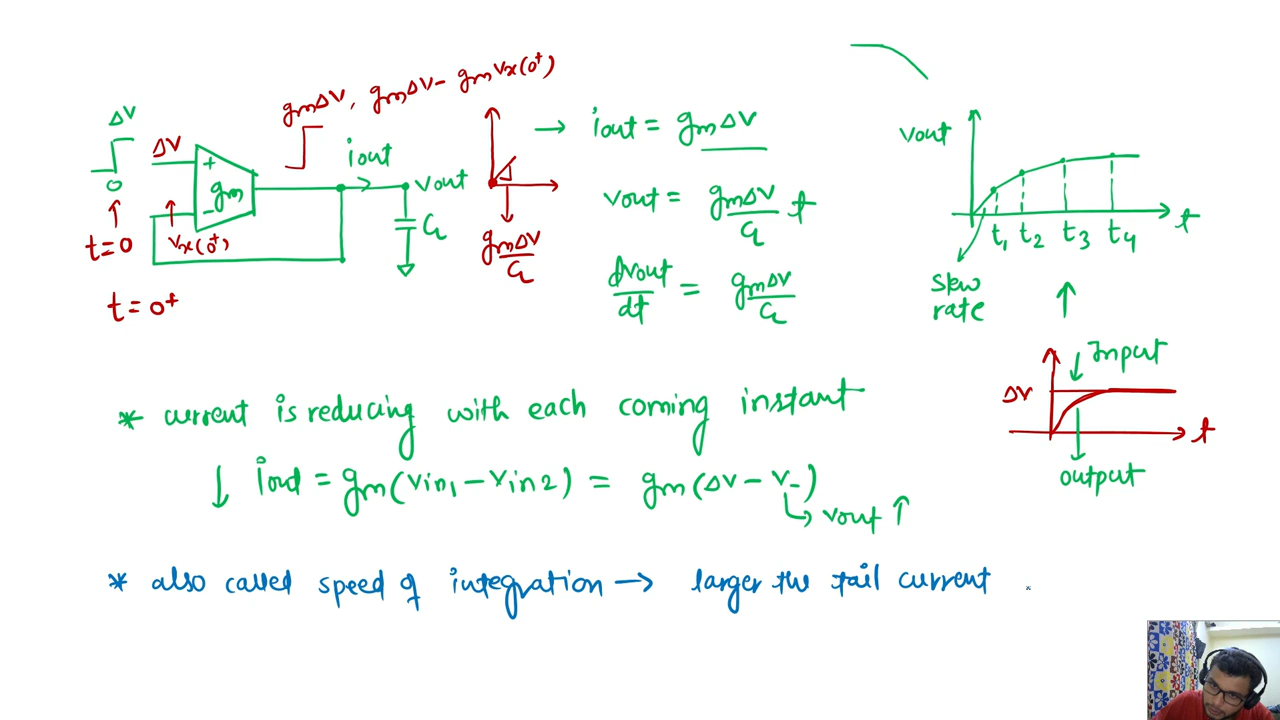 gmΔV, gmΔV - gmVx(0⁺)
ΔV
ΔV
0
t=0
t = 0⁺
+
gm
-
Vx(0⁺)
iout
Vout
CL
gmΔV/CL
→ iout = gmΔV
Vout = gmΔV/CL t
dVout/dt = gmΔV/CL
Vout
t1 t2 t3 t4
t
slew
rate
Input
ΔV
t
output
* current is reducing with each coming instant
↓ iout = gm(Vin1 - Vin2) = gm(ΔV - V-)
↳ Vout ↑
* also called speed of integration → larger the tail current